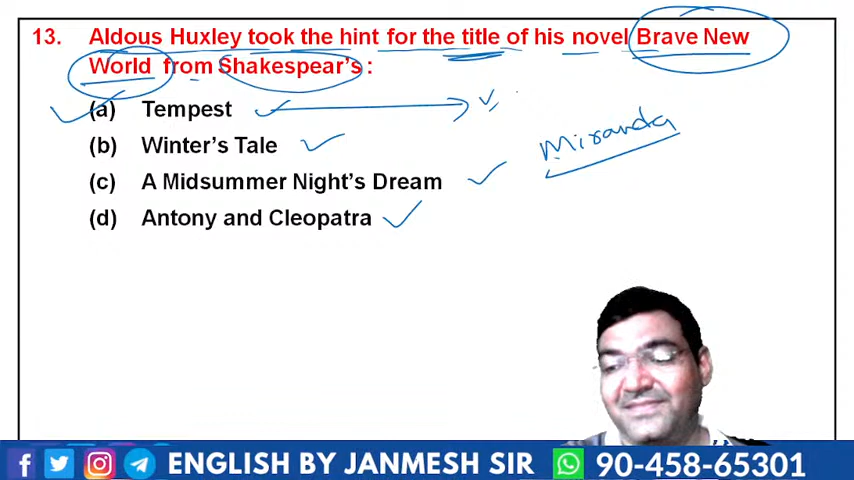 13. Aldous Huxley took the hint for the title of his novel Brave New
World from Shakespear's :
(a) Tempest
(b) Winter's Tale
(c) A Midsummer Night's Dream
(d) Antony and Cleopatra
Miranda
ENGLISH BY JANMESH SIR 90-458-65301